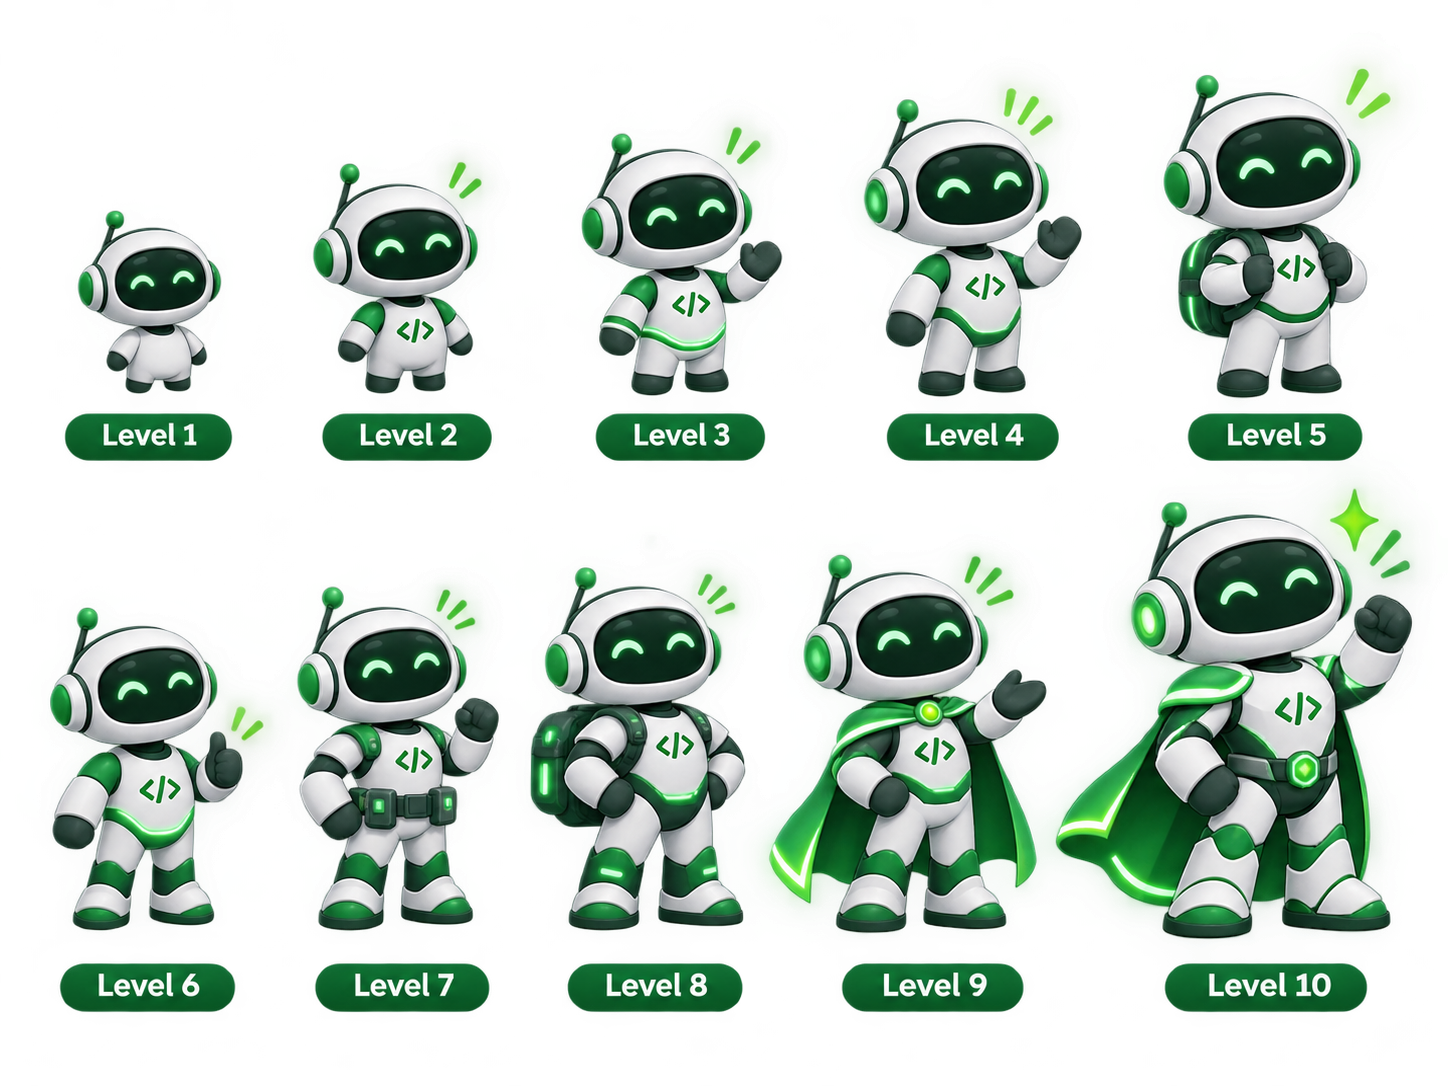 </>
</>
</>
</>
Level 1
Level 2
Level 3
Level 4
Level 5
</>
</>
</>
</>
</>
Level 6
Level 7
Level 8
Level 9
Level 10